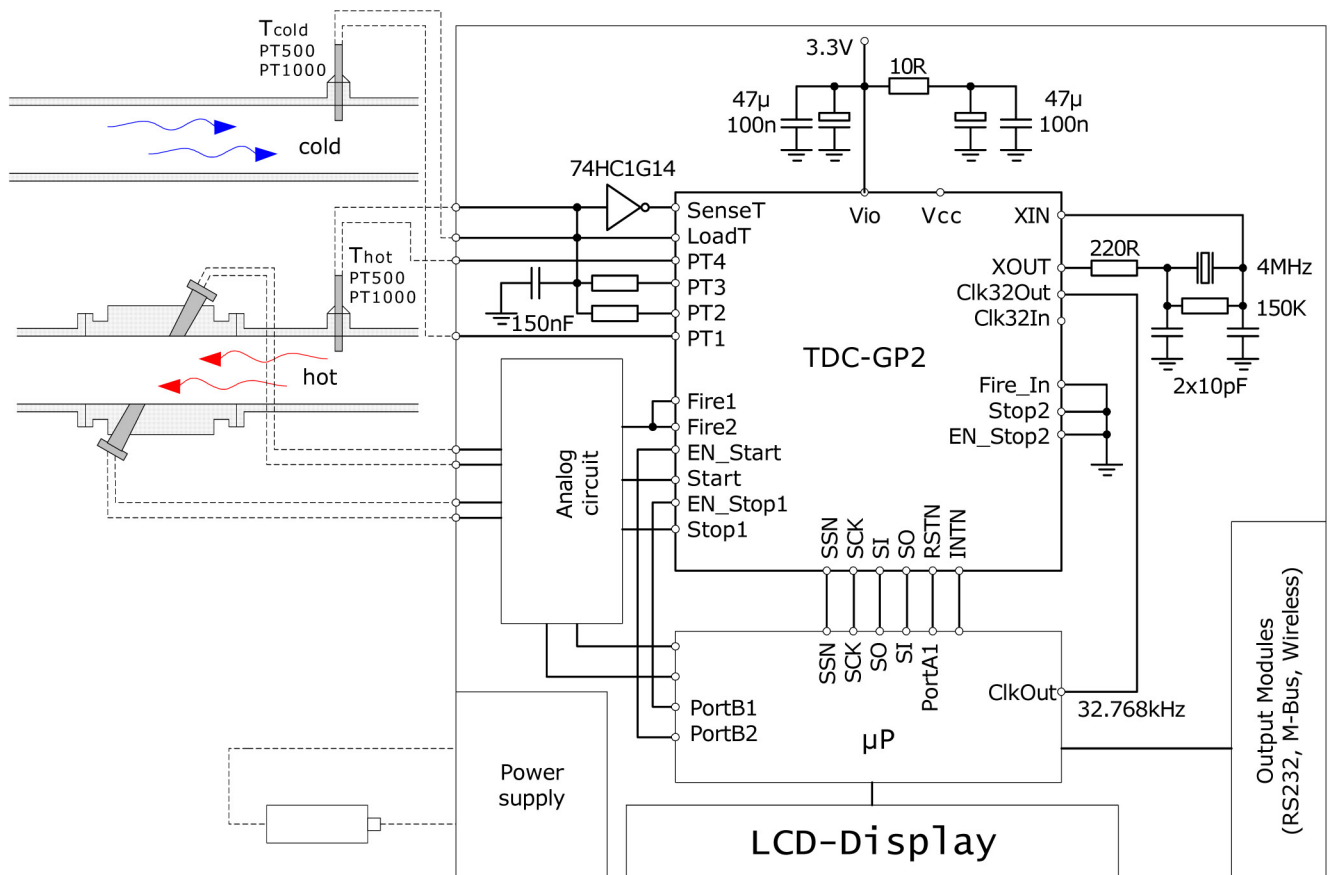 Tcold
PT500
PT1000
cold
Thot
PT500
PT1000
hot
3.3V
10R
47µ
100n
47µ
100n
74HC1G14
SenseT
LoadT
PT4
PT3
PT2
PT1
150nF
Vio
Vcc
XIN
XOUT
Clk32Out
Clk32In
220R
4MHz
150K
2x10pF
TDC-GP2
Fire_In
Stop2
EN_Stop2
Fire1
Fire2
EN_Start
Start
EN_Stop1
Stop1
Analog
circuit
SSN
SCK
SI
SO
RSTN
INTN
SSN
SCK
SO
SI
PortA1
ClkOut
32.768kHz
PortB1
PortB2
µP
Power
supply
Output Modules
(RS232, M-Bus, Wireless)
LCD-Display